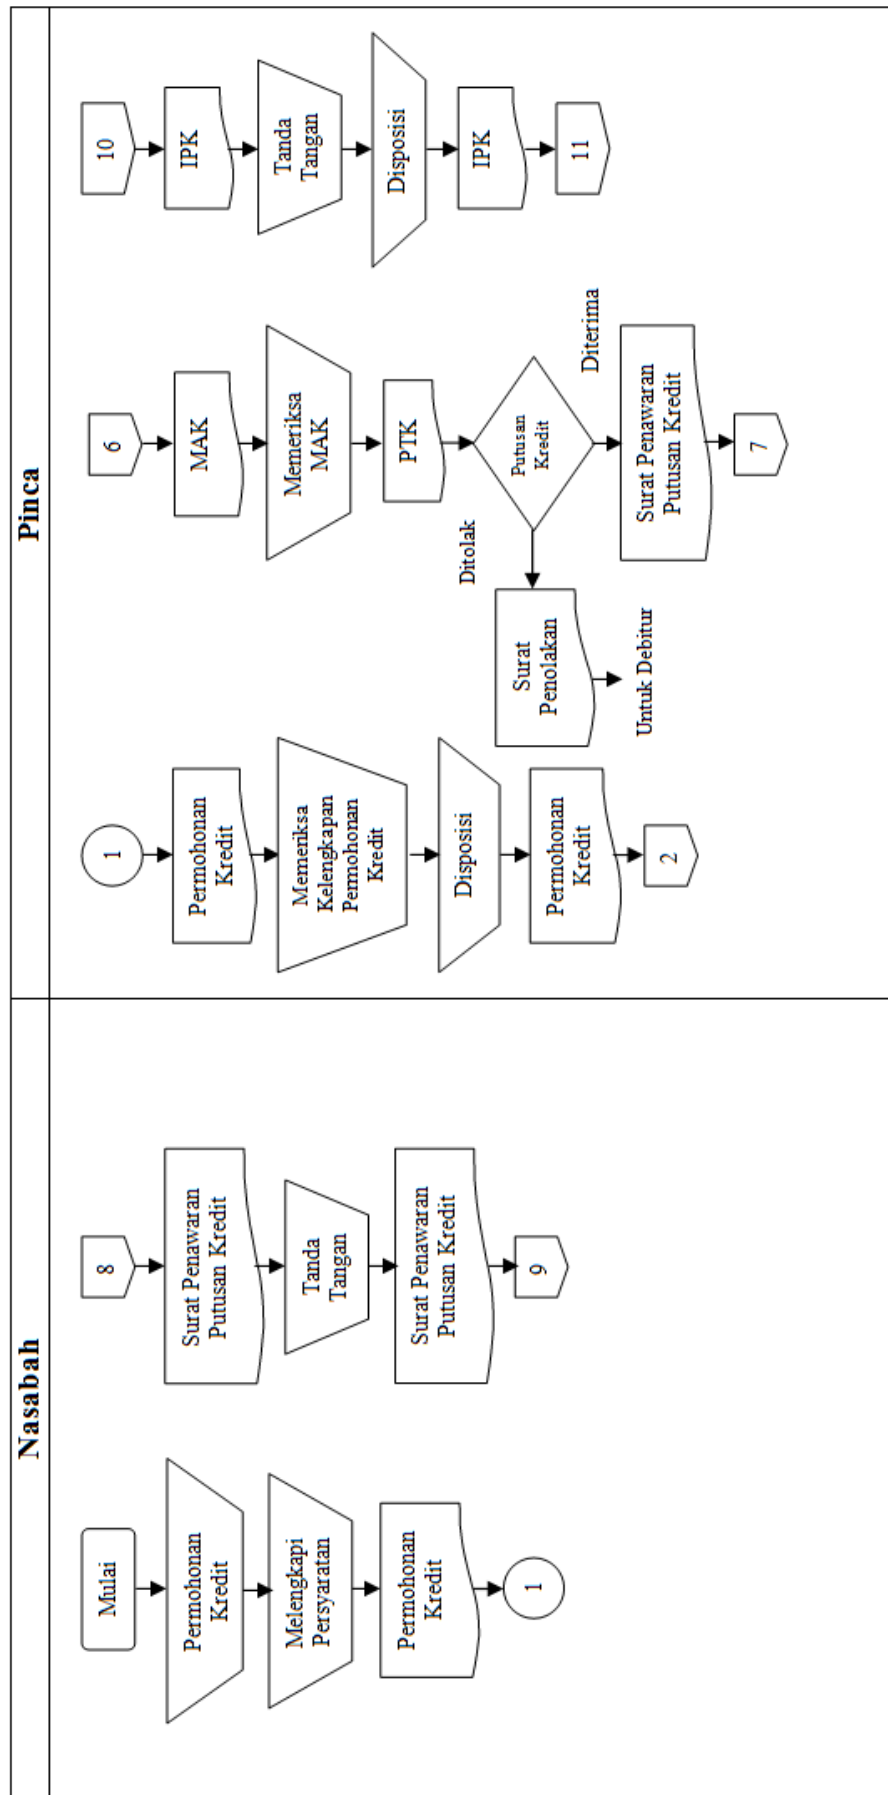 Nasabah
Mulai
Permohonan
Kredit
Melengkapi
Persyaratan
Permohonan
Kredit
1
8
Surat Penawaran
Putusan Kredit
Tanda
Tangan
Surat Penawaran
Putusan Kredit
9
Pinca
1
Permohonan
Kredit
Memeriksa
Kelengkapan
Permohonan
Kredit
Disposisi
Permohonan
Kredit
2
6
MAK
Memeriksa
MAK
PTK
Putusan
Kredit
Ditolak
Surat
Penolakan
Untuk Debitur
Diterima
Surat Penawaran
Putusan Kredit
7
10
IPK
Tanda
Tangan
Disposisi
IPK
11